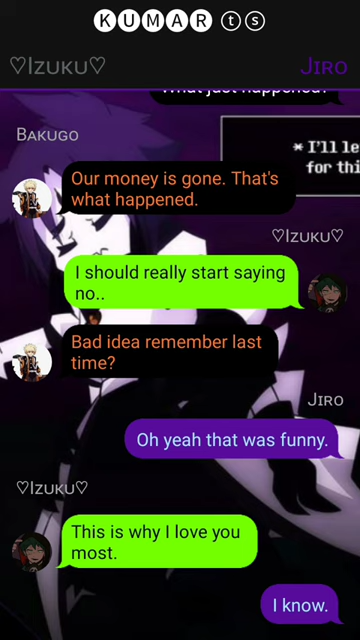 KUMAR ts
♡Izuku♡
Jiro
What just happened?
Bakugo
* I'll le
for thi
Our money is gone. That's
what happened.
♡Izuku♡
I should really start saying
no..
Bad idea remember last
time?
Jiro
Oh yeah that was funny.
♡Izuku♡
This is why I love you
most.
I know.